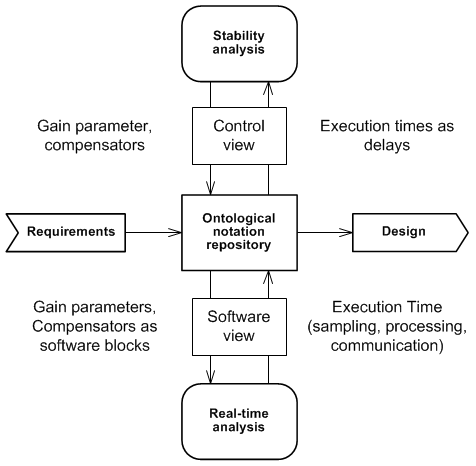 Stability
analysis
Gain parameter,
compensators
Control
view
Execution times as
delays
Requirements
Ontological
notation
repository
Design
Gain parameters,
Compensators as
software blocks
Software
view
Execution Time
(sampling, processing,
communication)
Real-time
analysis